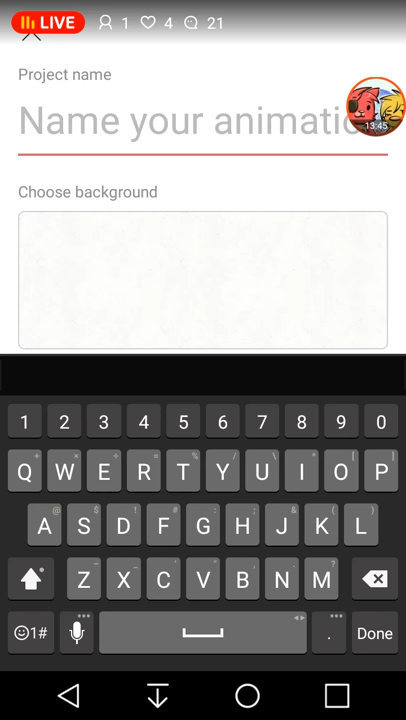 LIVE 1 4 21
Project name
Name your animatio
13:45
Choose background
1 2 3 4 5 6 7 8 9 0
+ × ÷ = % / \ * [ ]
Q W E R T Y U I O P
@ $ ! # : ; & ( )
A S D F G H J K L
- _ ' " , ?
Z X C V B N M
1# . Done